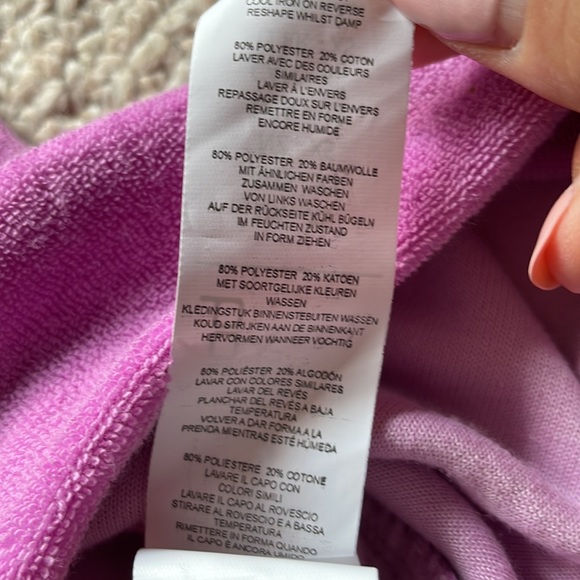 COOL IRON ON REVERSE
RESHAPE WHILST DAMP
80% POLYESTER 20% COTON
LAVER AVEC DES COULEURS
SIMILAIRES
LAVER À L'ENVERS
REPASSAGE DOUX SUR L'ENVERS
REMETTRE EN FORME
ENCORE HUMIDE
80% POLYESTER 20% BAUMWOLLE
MIT ÄHNLICHEN FARBEN
ZUSAMMEN WASCHEN
VON LINKS WASCHEN
AUF DER RÜCKSEITE KÜHL BÜGELN
IM FEUCHTEN ZUSTAND
IN FORM ZIEHEN
80% POLYESTER 20% KATOEN
MET SOORTGELIJKE KLEUREN
WASSEN
KLEDINGSTUK BINNENSTEBUITEN WASSEN
KOUD STRIJKEN AAN DE BINNENKANT
HERVORMEN WANNEER VOCHTIG
80% POLIÉSTER 20% ALGODÓN
LAVAR CON COLORES SIMILARES
LAVAR DEL REVÉS
PLANCHAR DEL REVÉS A BAJA
TEMPERATURA
VOLVER A DAR FORMA A LA
PRENDA MIENTRAS ESTÉ HÚMEDA
80% POLIESTERE 20% COTONE
LAVARE IL CAPO CON
COLORI SIMILI
LAVARE IL CAPO AL ROVESCIO
STIRARE AL ROVESCIO E A BASSA
TEMPERATURA
RIMETTERE IN FORMA QUANDO
IL CAPO È ANCORA UMIDO